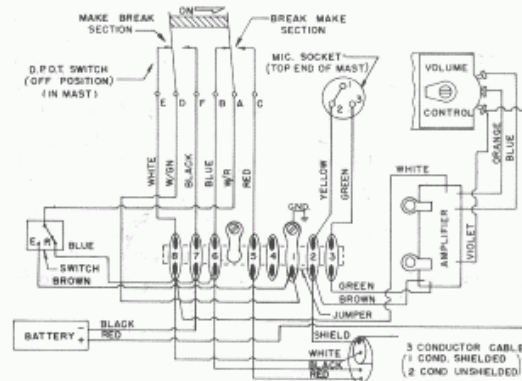 ON
MAKE BREAK
SECTION
BREAK MAKE
SECTION
D.P.D.T. SWITCH
(OFF POSITION)
(IN MAST)
MIC. SOCKET
(TOP END OF MAST)
1
2
3
VOLUME
CONTROL
E D F B A C
WHITE
W/GN
BLACK
BLUE
W/R
RED
YELLOW
GREEN
ORANGE
BLUE
WHITE
VIOLET
GND.
E R
BLUE
SWITCH
BROWN
8 7 6 5 4 1 2 3
AMPLIFIER
GREEN
BROWN
JUMPER
BATTERY
-
+
BLACK
RED
SHIELD
WHITE
BLACK
RED
3 CONDUCTOR CABLE
(1 COND. SHIELDED)
(2 COND UNSHIELDED)